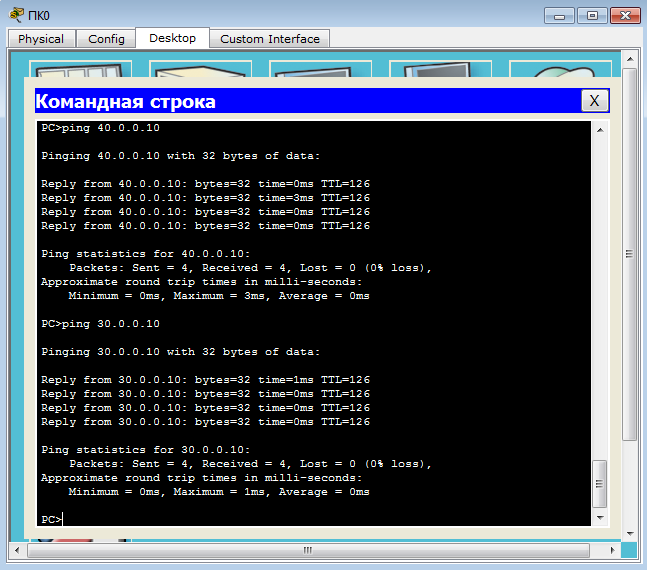 ПК0
Physical Config Desktop Custom Interface
Командная строка X
PC>ping 40.0.0.10
Pinging 40.0.0.10 with 32 bytes of data:
Reply from 40.0.0.10: bytes=32 time=0ms TTL=126
Reply from 40.0.0.10: bytes=32 time=3ms TTL=126
Reply from 40.0.0.10: bytes=32 time=0ms TTL=126
Reply from 40.0.0.10: bytes=32 time=0ms TTL=126
Ping statistics for 40.0.0.10:
Packets: Sent = 4, Received = 4, Lost = 0 (0% loss),
Approximate round trip times in milli-seconds:
Minimum = 0ms, Maximum = 3ms, Average = 0ms
PC>ping 30.0.0.10
Pinging 30.0.0.10 with 32 bytes of data:
Reply from 30.0.0.10: bytes=32 time=1ms TTL=126
Reply from 30.0.0.10: bytes=32 time=0ms TTL=126
Reply from 30.0.0.10: bytes=32 time=0ms TTL=126
Reply from 30.0.0.10: bytes=32 time=0ms TTL=126
Ping statistics for 30.0.0.10:
Packets: Sent = 4, Received = 4, Lost = 0 (0% loss),
Approximate round trip times in milli-seconds:
Minimum = 0ms, Maximum = 1ms, Average = 0ms
PC>